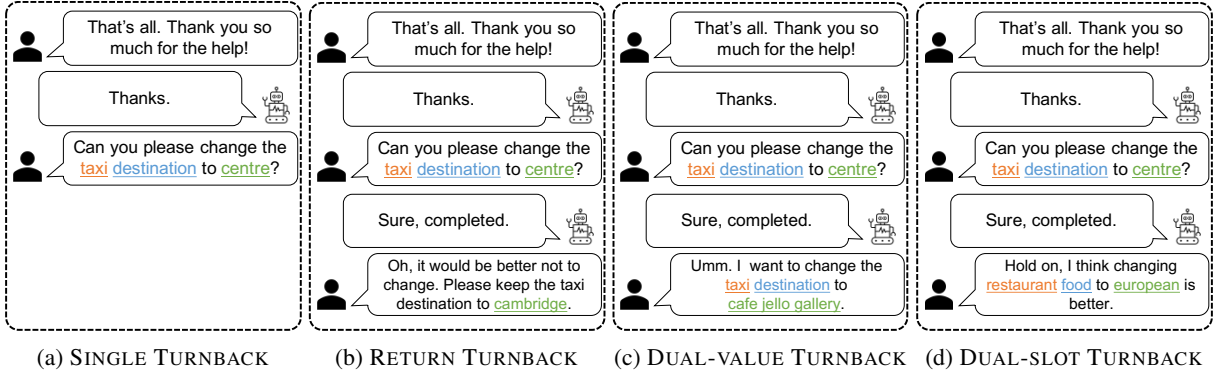 That's all. Thank you so
much for the help!
Thanks.
Can you please change the
taxi destination to centre?
(a) SINGLE TURNBACK
That's all. Thank you so
much for the help!
Thanks.
Can you please change the
taxi destination to centre?
Sure, completed.
Oh, it would be better not to
change. Please keep the taxi
destination to cambridge.
(b) RETURN TURNBACK
That's all. Thank you so
much for the help!
Thanks.
Can you please change the
taxi destination to centre?
Sure, completed.
Umm. I want to change the
taxi destination to
cafe jello gallery.
(c) DUAL-VALUE TURNBACK
That's all. Thank you so
much for the help!
Thanks.
Can you please change the
taxi destination to centre?
Sure, completed.
Hold on, I think changing
restaurant food to european is
better.
(d) DUAL-SLOT TURNBACK